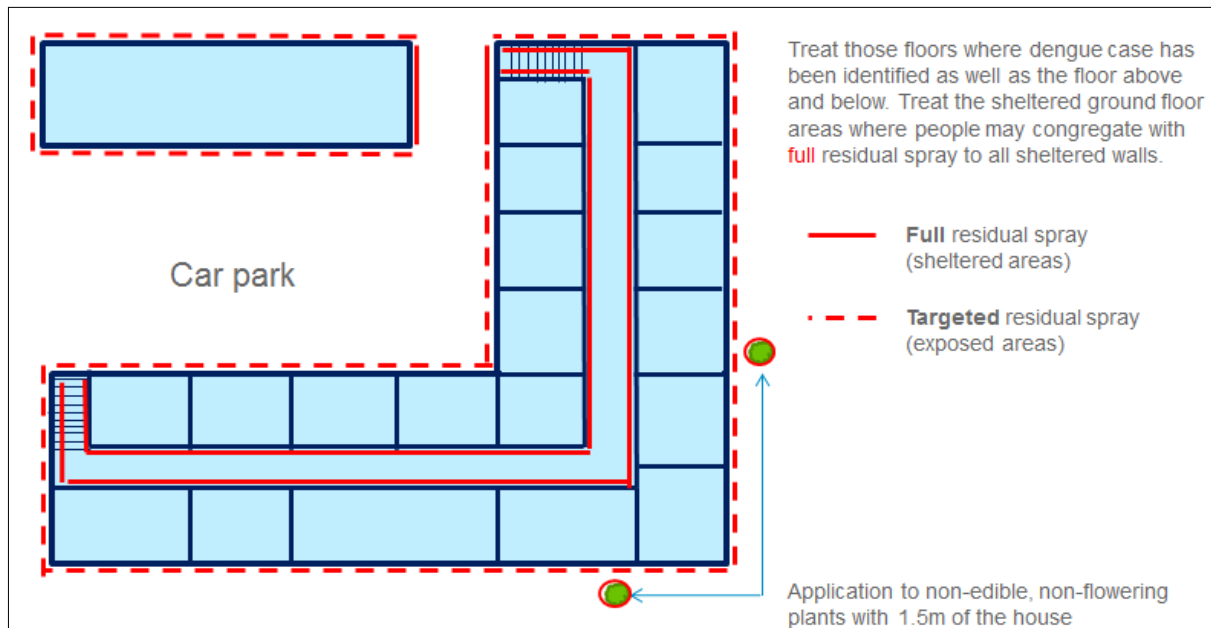 Treat those floors where dengue case has
been identified as well as the floor above
and below. Treat the sheltered ground floor
areas where people may congregate with
full residual spray to all sheltered walls.
Car park
Full residual spray
(sheltered areas)
Targeted residual spray
(exposed areas)
Application to non-edible, non-flowering
plants with 1.5m of the house